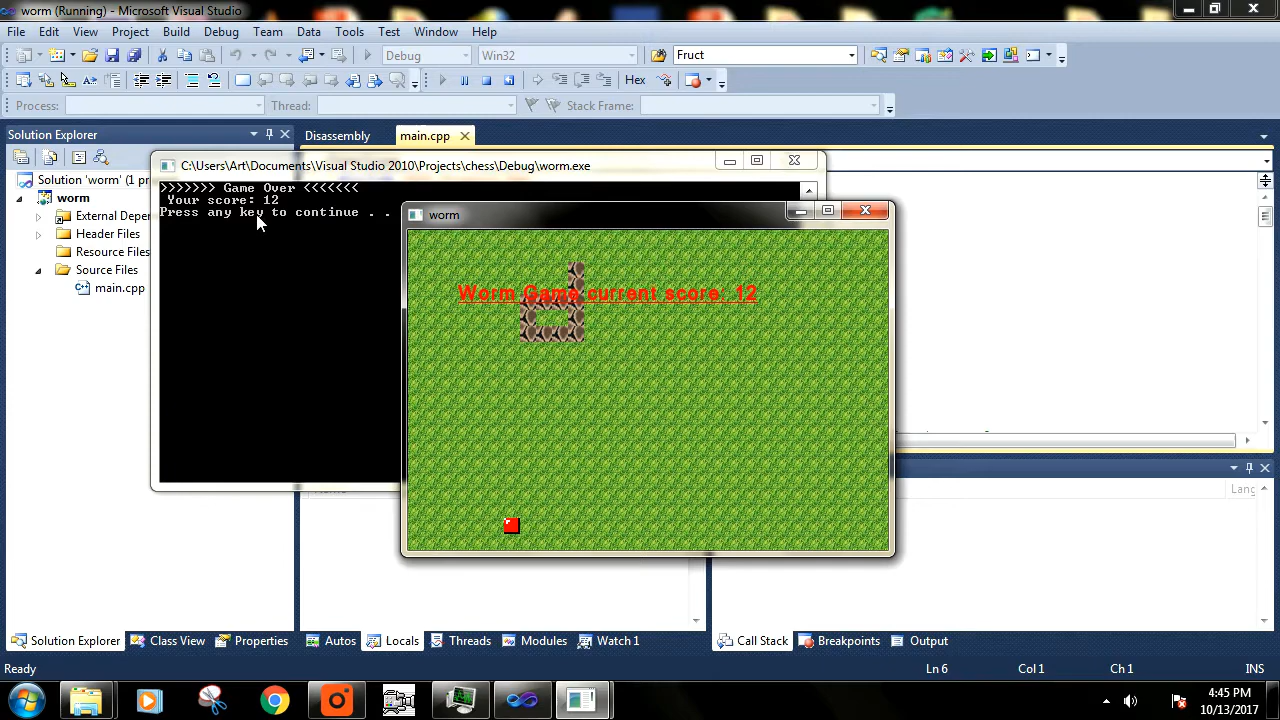 worm (Running) - Microsoft Visual Studio
File Edit View Project Build Debug Team Data Tools Test Window Help
Debug Win32 Fruct
Hex
Process: Thread: Stack Frame:
Solution Explorer
Disassembly main.cpp
Solution 'worm' (1 pr
worm
External Depe
Header Files
Resource Files
Source Files
main.cpp
C:\Users\Art\Documents\Visual Studio 2010\Projects\chess\Debug\worm.exe
>>>>>>> Game Over <<<<<<<
Your score: 12
Press any key to continue . .
worm
Worm Game current score: 12
Lang
Solution Explorer Class View Properties Autos Locals Threads Modules Watch 1 Call Stack Breakpoints Output
Ready Ln 6 Col 1 Ch 1 INS
4:45 PM
10/13/2017